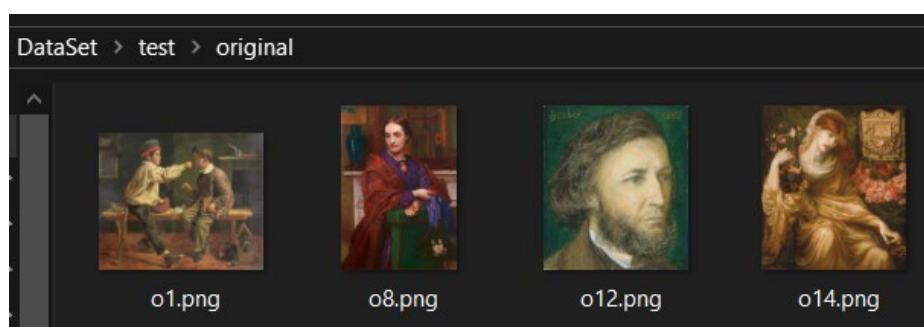 DataSet > test > original
o1.png
o8.png
o12.png
o14.png